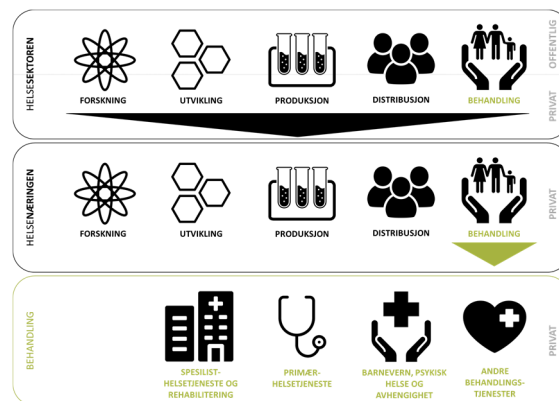 HELSESEKTOREN
FORSKNING
UTVIKLING
PRODUKSJON
DISTRIBUSJON
BEHANDLING
OFFENTLIG
PRIVAT
HELSENÆRINGEN
FORSKNING
UTVIKLING
PRODUKSJON
DISTRIBUSJON
BEHANDLING
PRIVAT
BEHANDLING
SPESILIST-
HELSETJENESTE OG
REHABILITERING
PRIMÆR-
HELSETJENESTE
BARNEVERN, PSYKISK
HELSE OG
AVHENGIGHET
ANDRE
BEHANDLINGS-
TJENESTER
PRIVAT